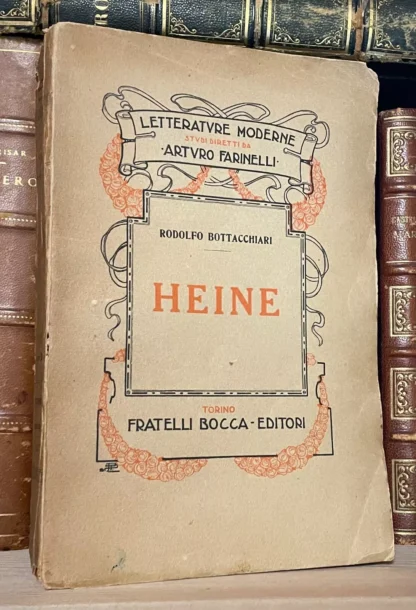 LETTERATVRE MODERNE
STVDI DIRETTI DA
·ARTVRO FARINELLI·
RODOLFO BOTTACCHIARI
HEINE
TORINO
FRATELLI BOCCA - EDITORI